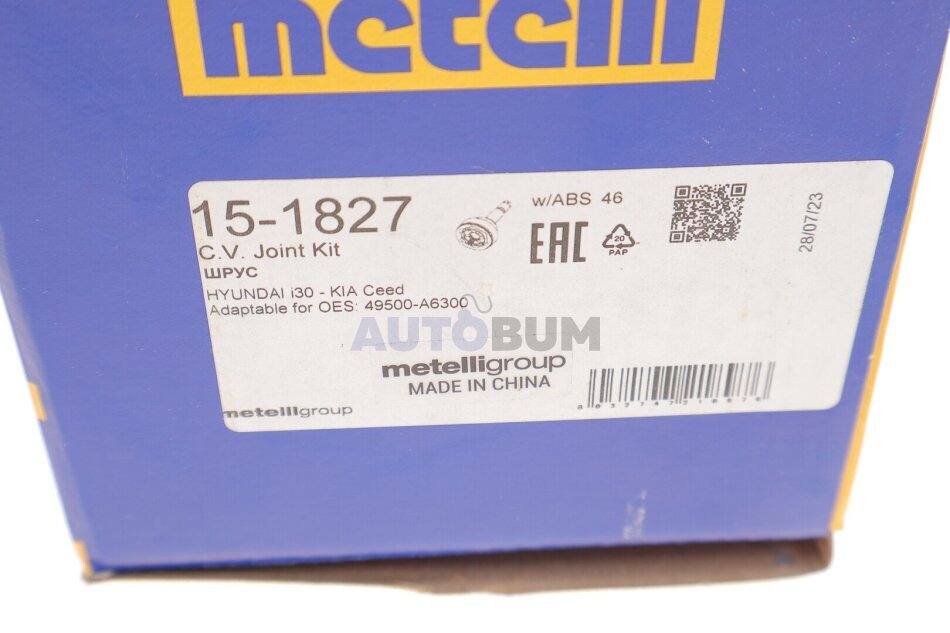 metelli
15-1827
C.V. Joint Kit
ШРУС
HYUNDAI i30 - KIA Ceed
Adaptable for OES: 49500-A6300
w/ABS 46
EAC
20
PAP
28/07/23
AUTOBUM
metelligroup
MADE IN CHINA
metelligroup